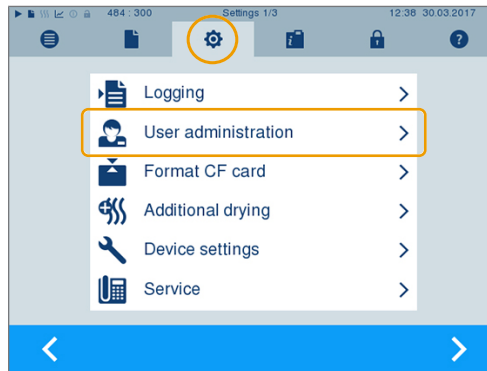 484 : 300 Settings 1/3 12:38 30.03.2017
Logging
User administration
Format CF card
Additional drying
Device settings
Service